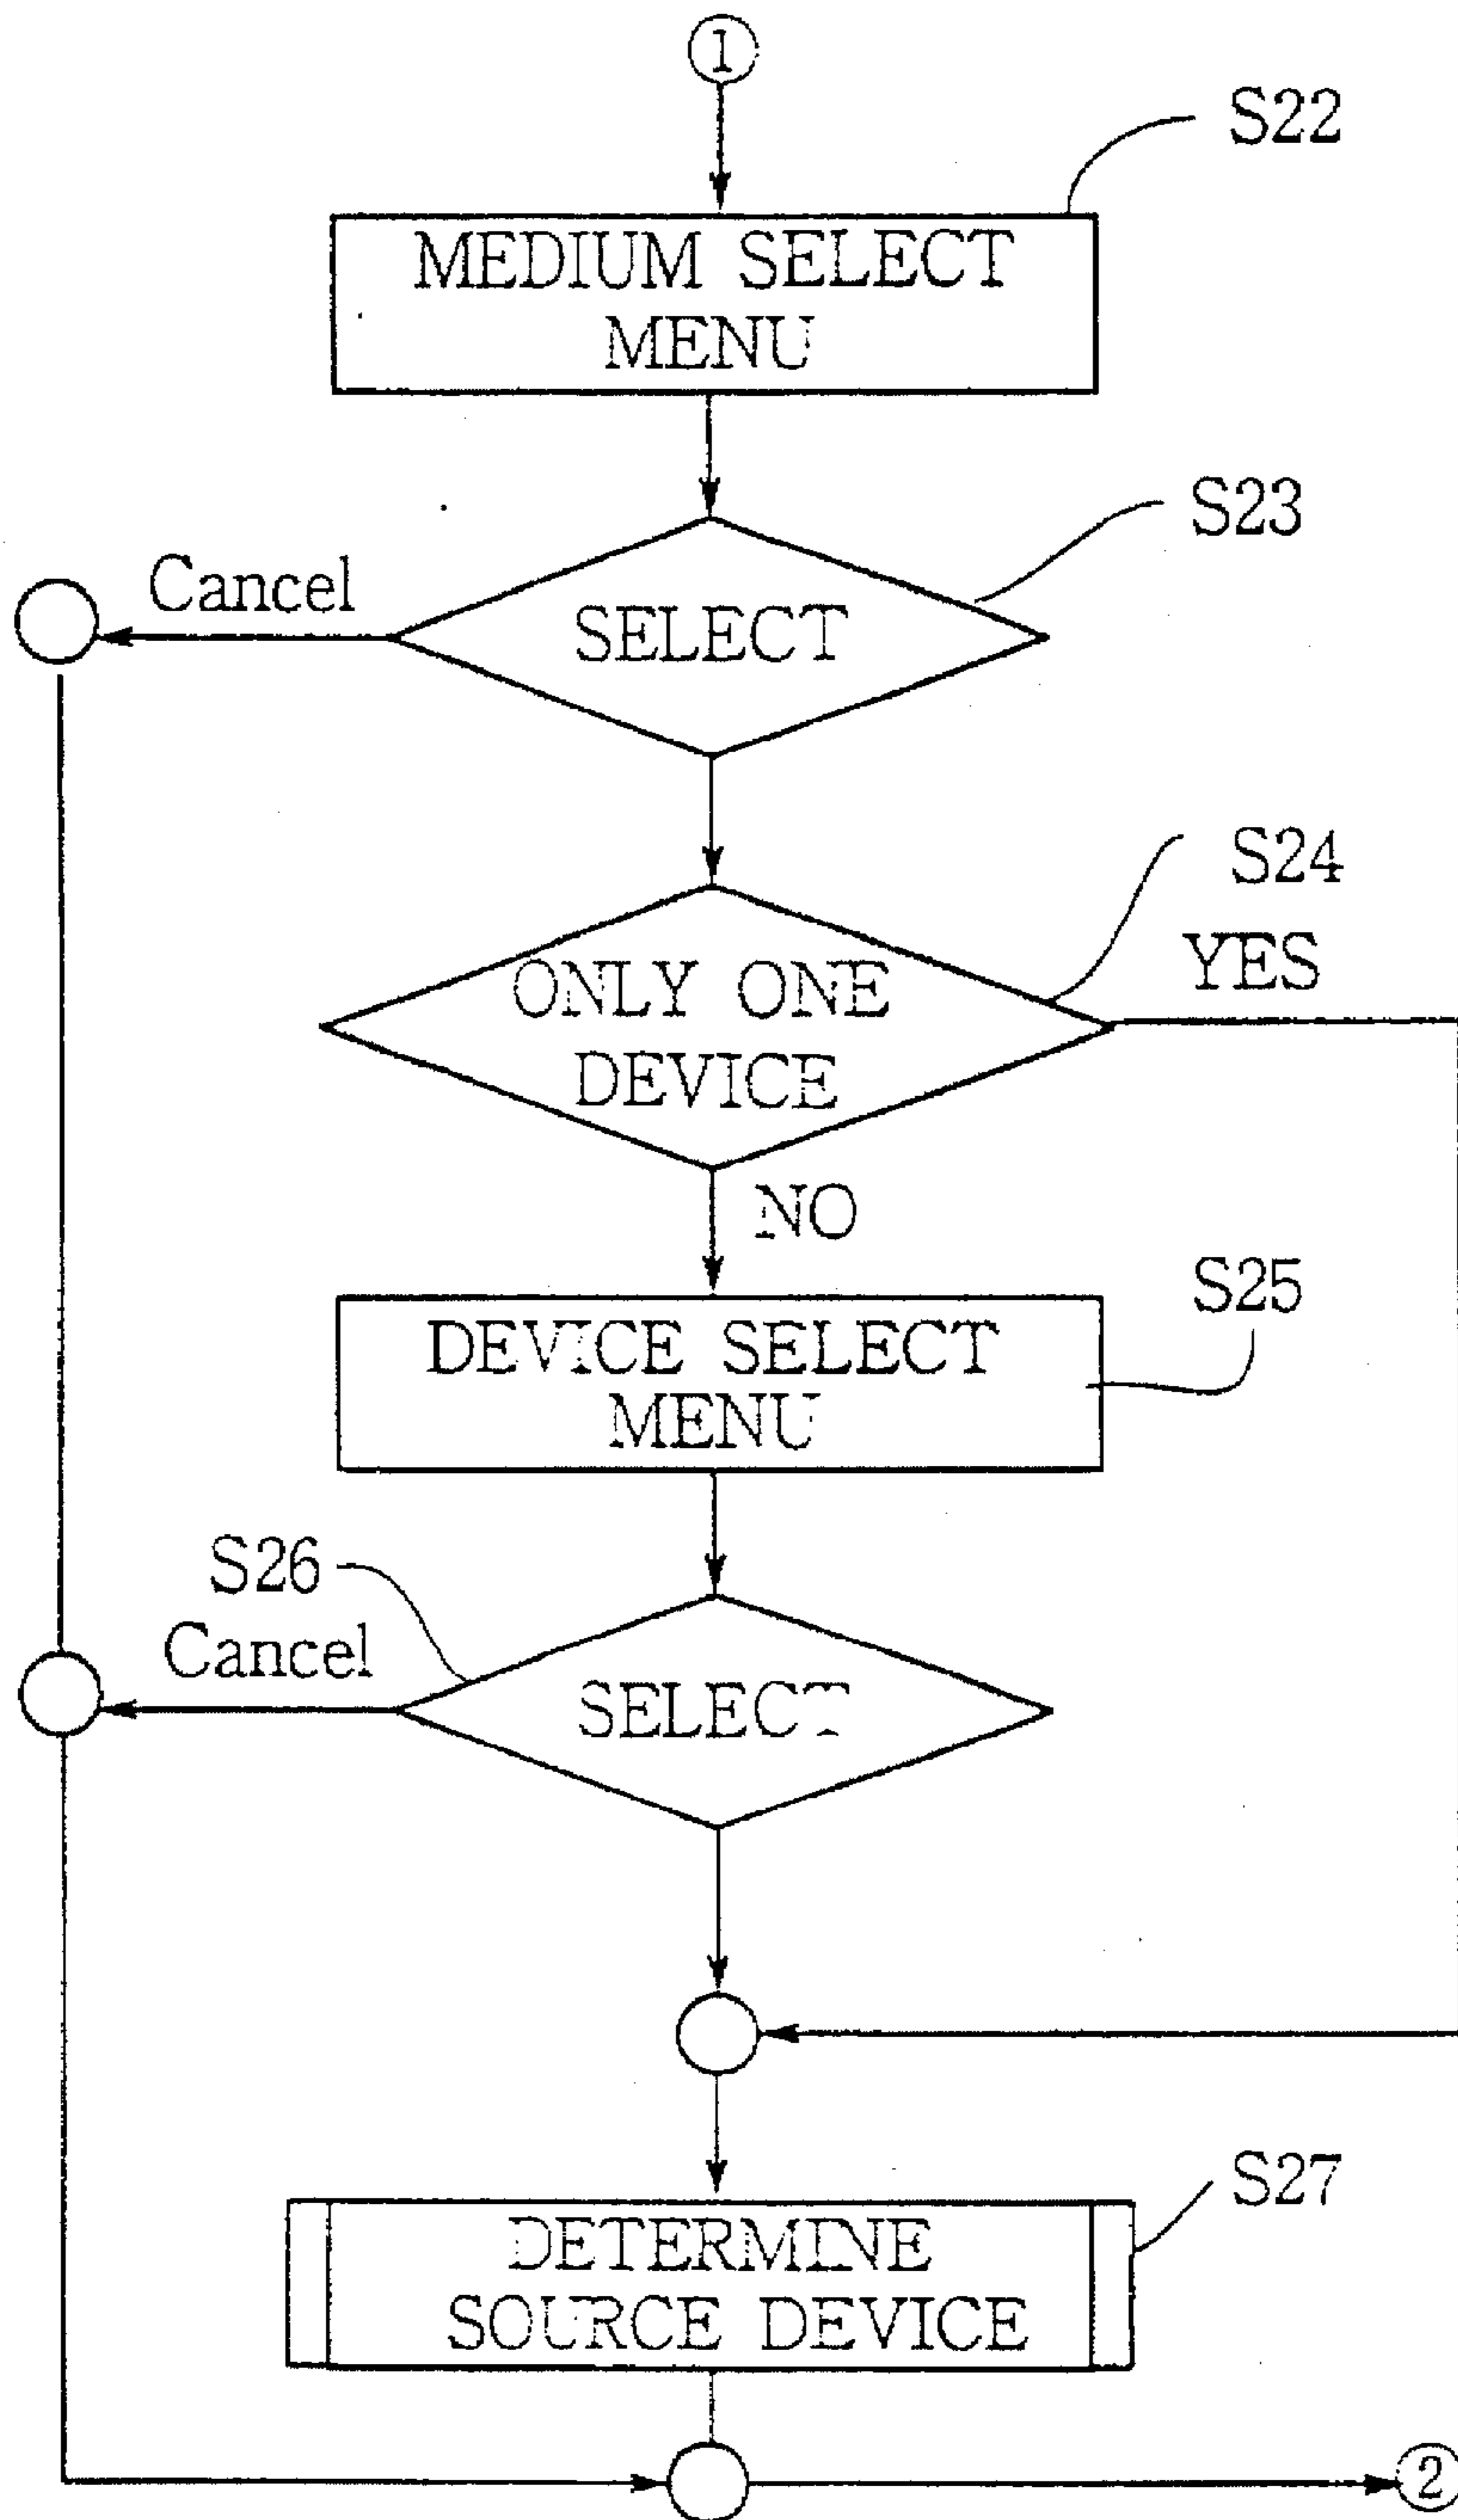 1
S22
MEDIUM SELECT
MENU
S23
Cancel
SELECT
S24
YES
ONLY ONE
DEVICE
NO
S25
DEVICE SELECT
MENU
S26
Cancel
SELECT
S27
DETERMINE
SOURCE DEVICE
2